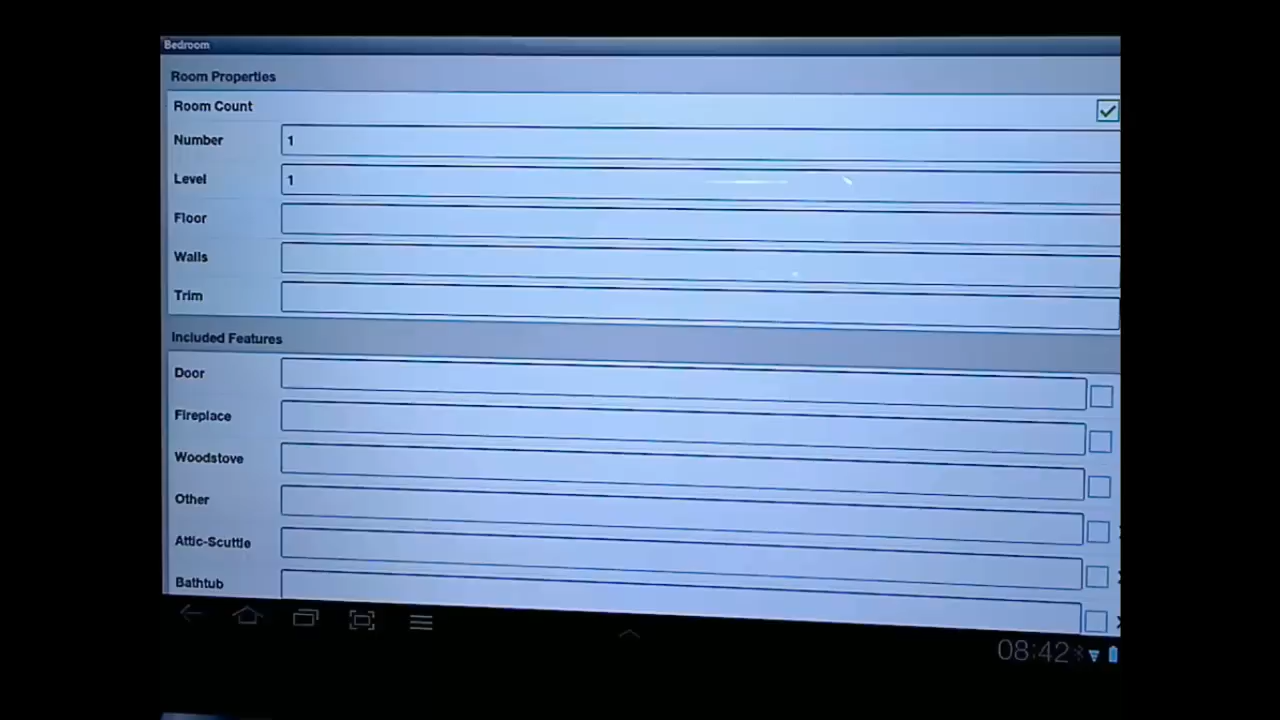 Bedroom
Room Properties
Room Count
Number 1
Level 1
Floor
Walls
Trim
Included Features
Door
Fireplace
Woodstove
Other
Attic-Scuttle
Bathtub
08:42